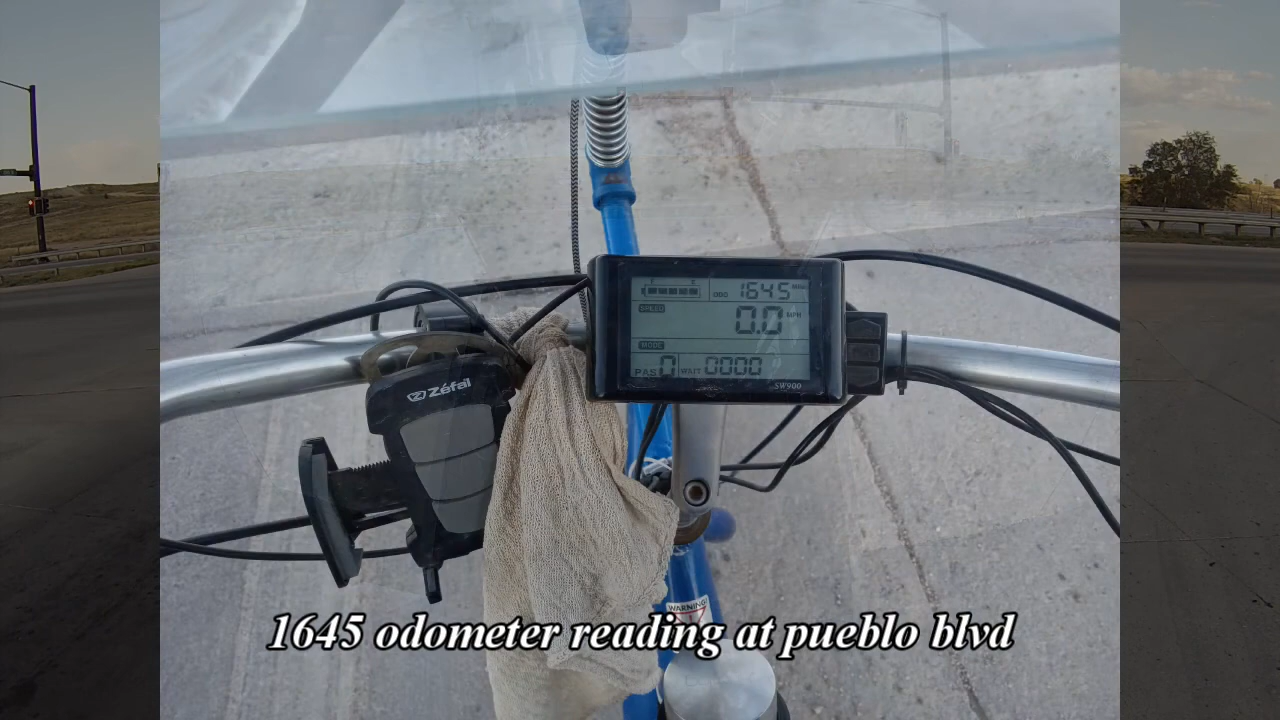 ODO 1645
SPEED
0.0 MPH
MODE
PAS 0 WATT 0000
SW900
Zéfal
WARNING
1645 odometer reading at pueblo blvd